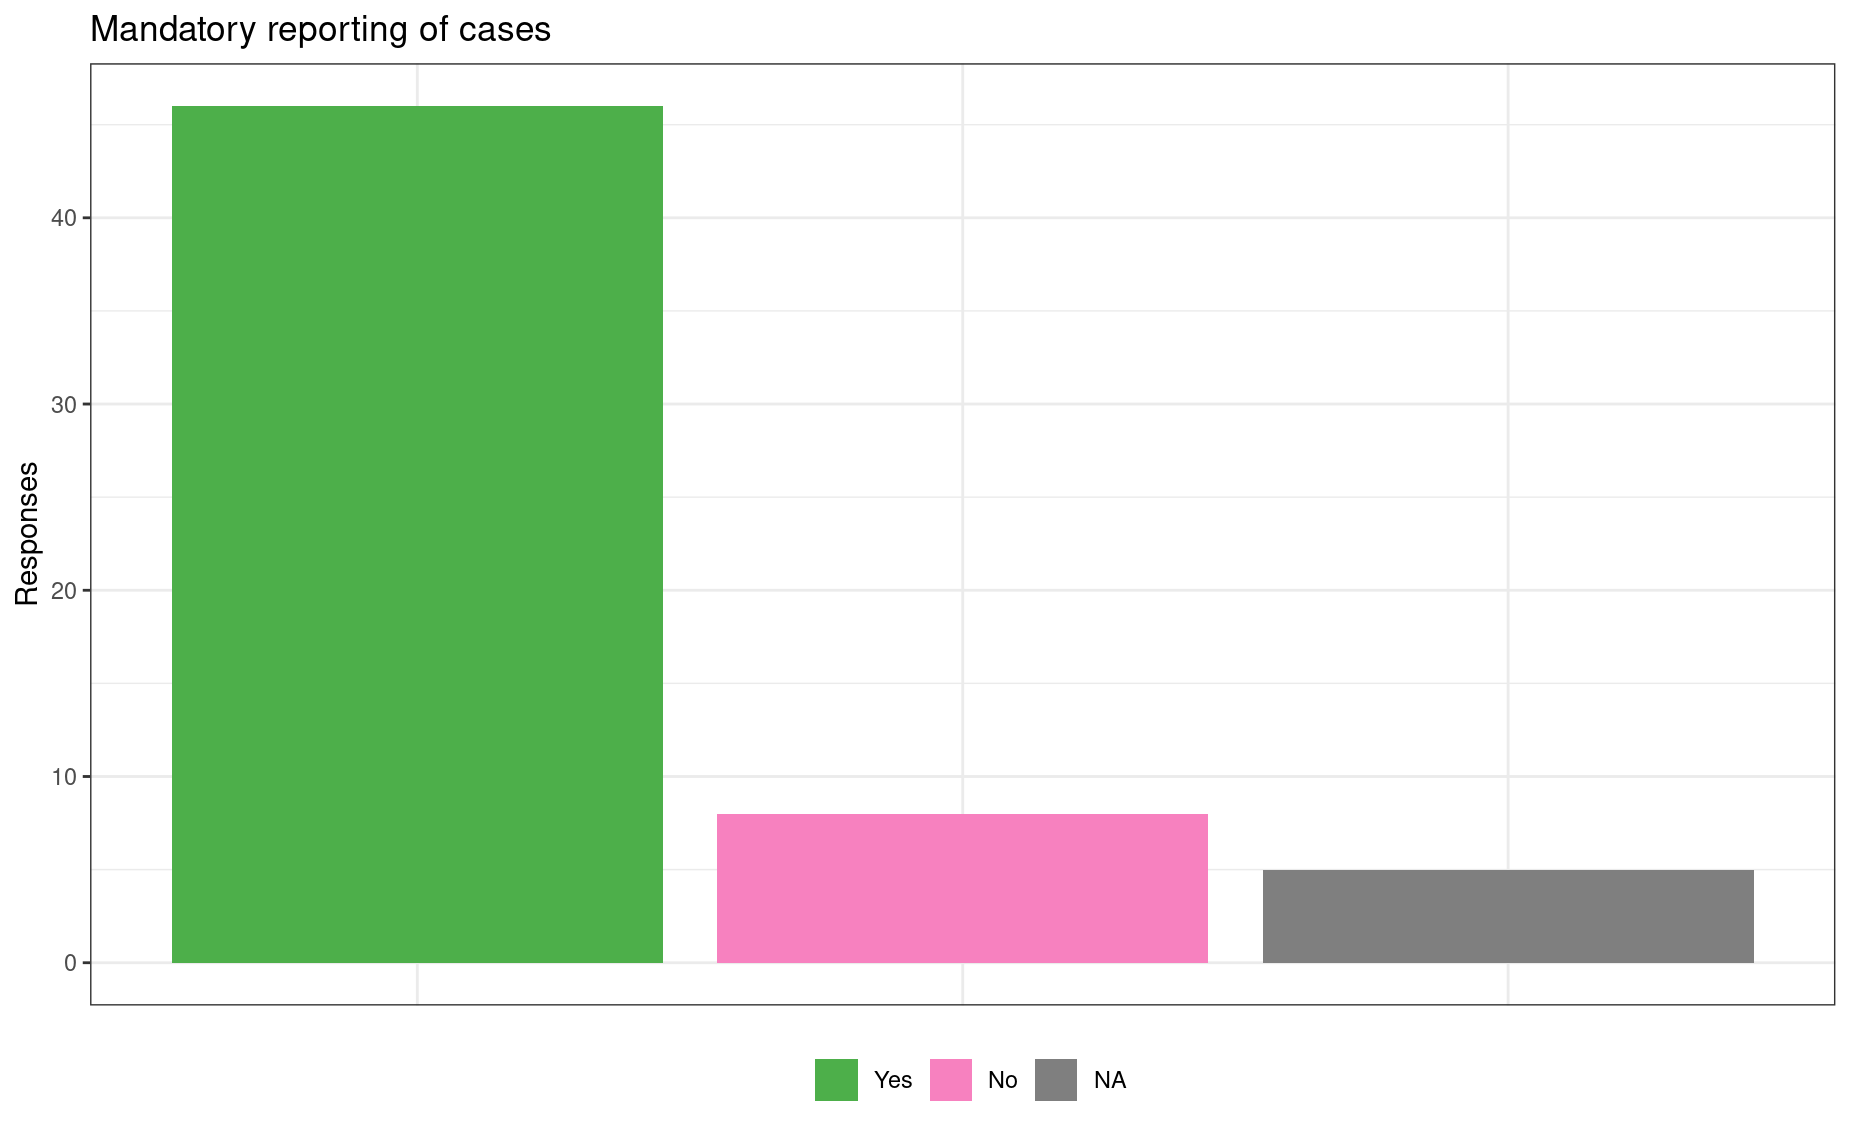 Mandatory reporting of cases
Responses
40
30
20
10
0
Yes
No
NA